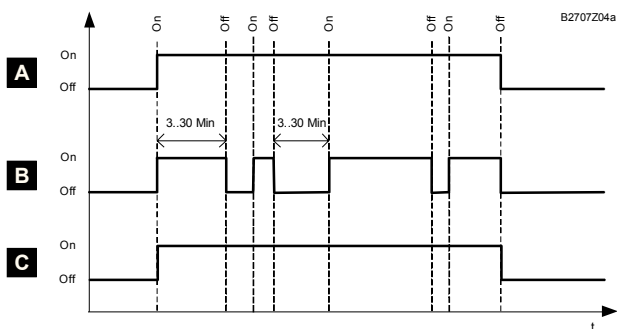 On Off On Off On Off On Off B2707Z04a
A On
Off
3..30 Min 3..30 Min
B On
Off
C On
Off
t